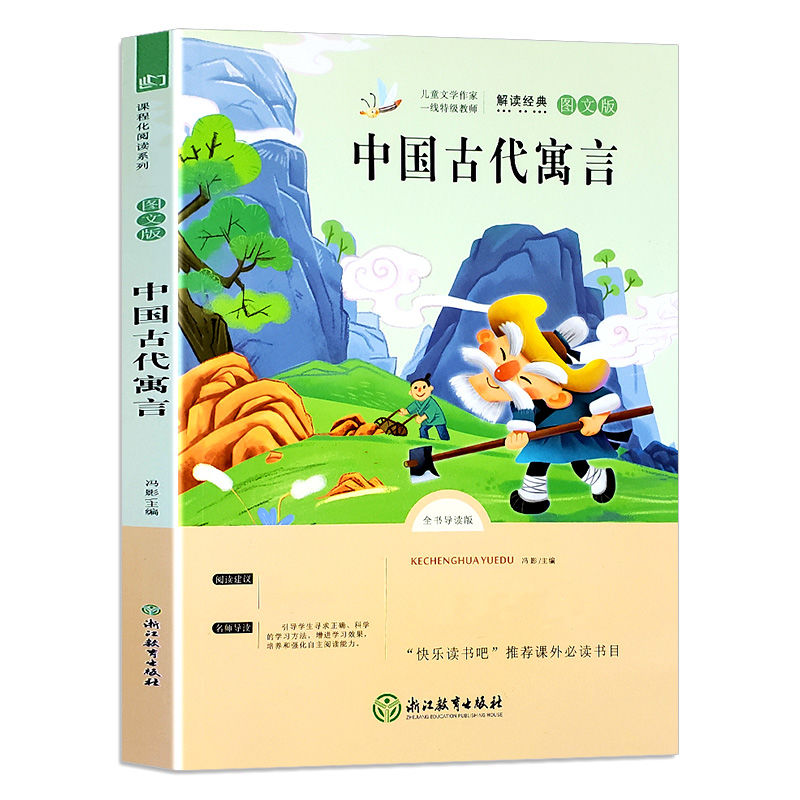 课程化阅读系列
图文版
中国古代寓言
冯影/主编
儿童文学作家
一线特级教师
解读经典
图文版
中国古代寓言
全书导读版
KECHENGHUAYUEDU 冯影/主编
阅读建议
名师导读
引导学生寻求正确、科学
的学习方法，增进学习效果，
培养和强化自主阅读能力。
“快乐读书吧”推荐课外必读书目
浙江教育出版社
ZHEJIANG EDUCATION PUBLISHING HOUSE
浙江教育出版社